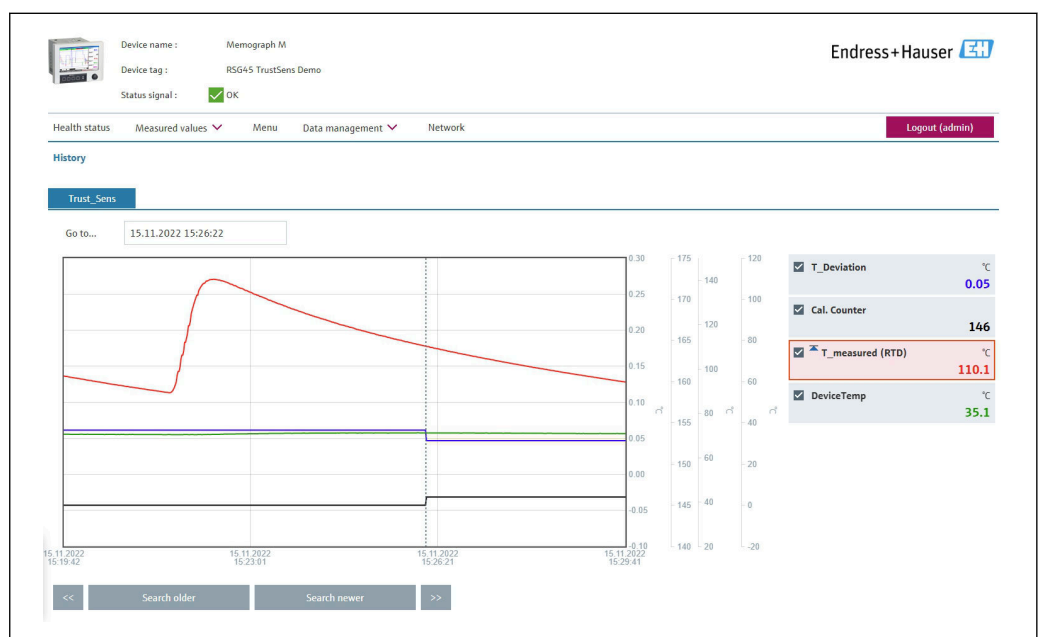 Device name : Memograph M
Endress+Hauser EH
Device tag : RSG45 TrustSens Demo
Status signal : OK
Health status Measured values Menu Data management Network Logout (admin)
History
Trust_Sens
Go to... 15.11.2022 15:26:22
0.30 175 120
140
0.25 170 100
120
0.20 165 80
0.15 100
160 60
0.10
°C 80 °C °C
155 40
0.05
60
150 20
0.00
40
145 0
-0.05
-0.10 140 20 -20
15.11.2022 15.11.2022 15.11.2022 15.11.2022
15:19:42 15:23:01 15:26:21 15:29:41
T_Deviation °C
0.05
Cal. Counter
146
T_measured (RTD) °C
110.1
DeviceTemp °C
35.1
<< Search older Search newer >>